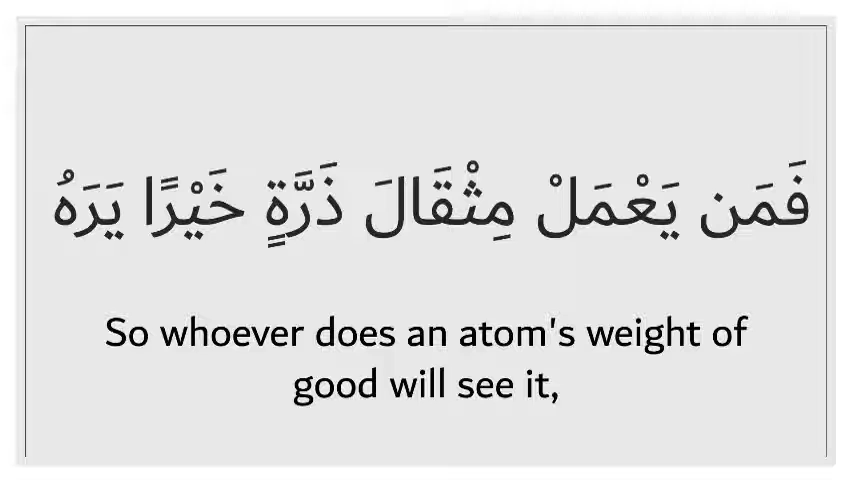 فَمَن يَعْمَلْ مِثْقَالَ ذَرَّةٍ خَيْرًا يَرَهُ
So whoever does an atom's weight of
good will see it,